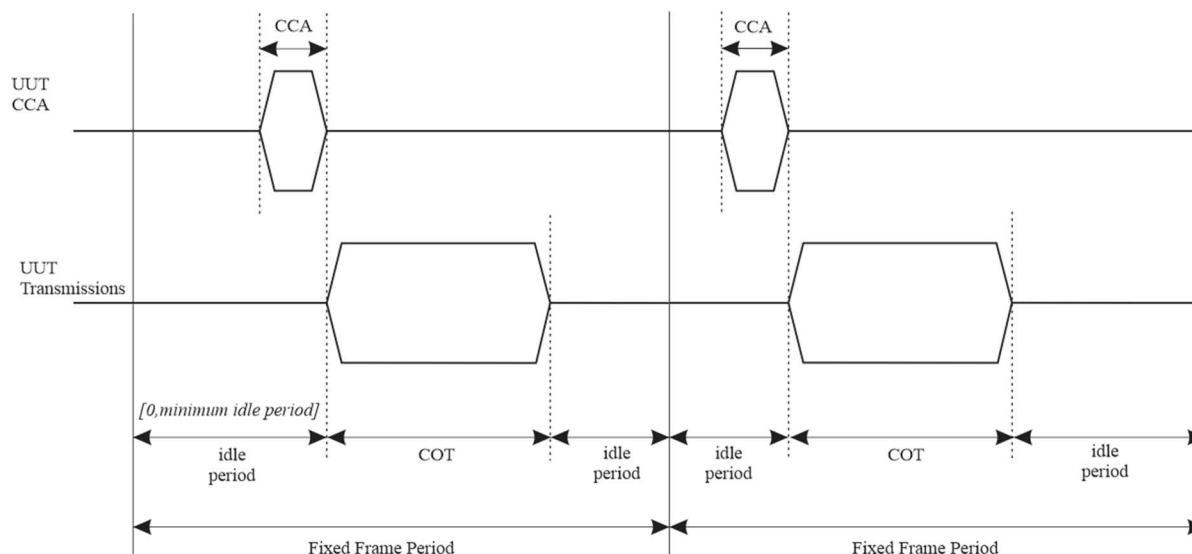 CCA
CCA
UUT
CCA
UUT
Transmissions
[0,minimum idle period]
idle
period
COT
idle
period
idle
period
COT
idle
period
Fixed Frame Period
Fixed Frame Period